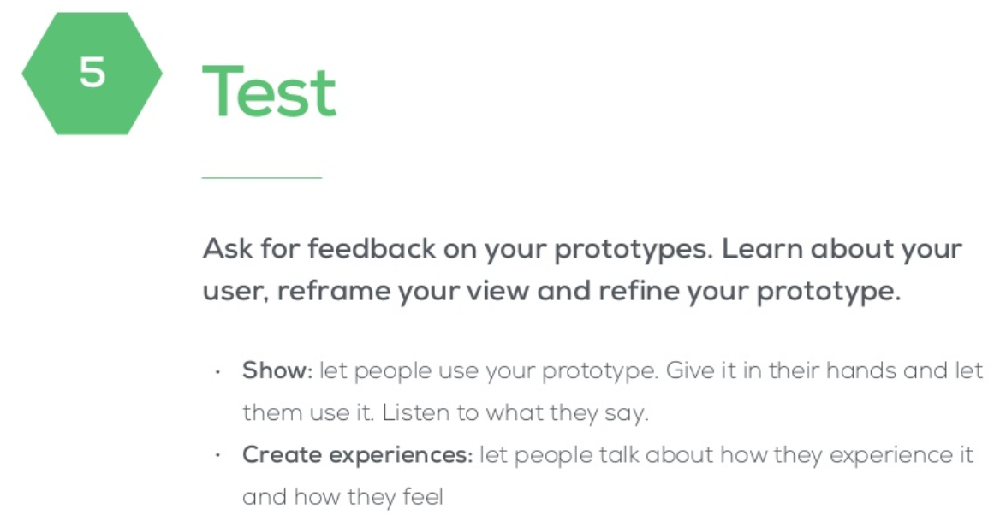 5
Test
Ask for feedback on your prototypes. Learn about your
user, reframe your view and refine your prototype.
• Show: let people use your prototype. Give it in their hands and let
them use it. Listen to what they say.
• Create experiences: let people talk about how they experience it
and how they feel